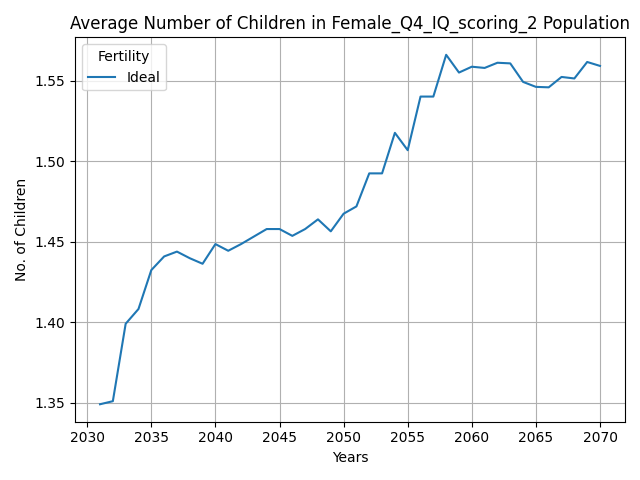 Average Number of Children in Female_Q4_IQ_scoring_2 Population
Fertility
Ideal
No. of Children
1.55
1.50
1.45
1.40
1.35
2030 2035 2040 2045 2050 2055 2060 2065 2070
Years